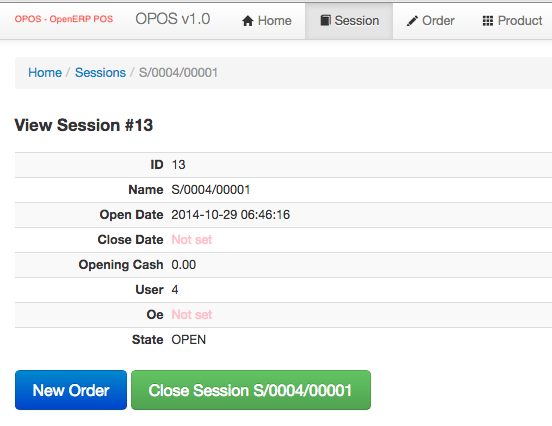 OPOS - OpenERP POS OPOS v1.0 Home Session Order Product
Home / Sessions / S/0004/00001
View Session #13
ID 13
Name S/0004/00001
Open Date 2014-10-29 06:46:16
Close Date Not set
Opening Cash 0.00
User 4
Oe Not set
State OPEN
New Order Close Session S/0004/00001